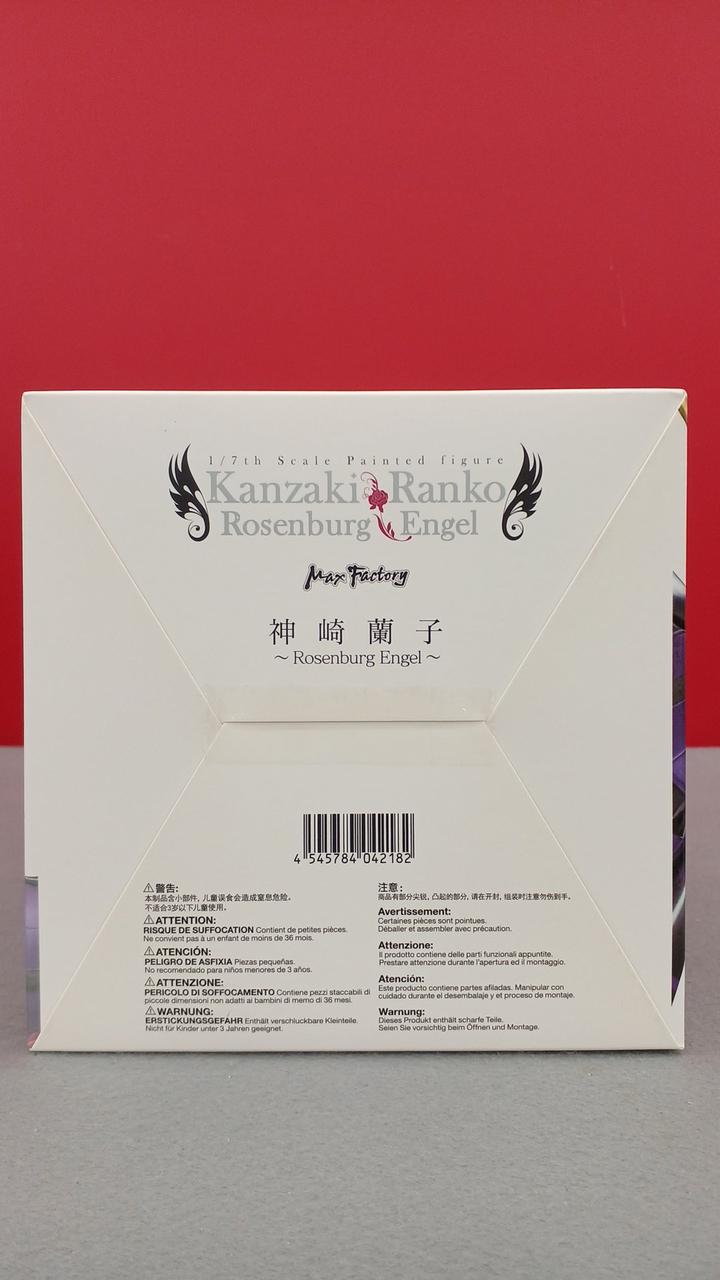 1/7th Scale Painted figure
Kanzaki Ranko
Rosenburg Engel
Max Factory
神崎蘭子
～Rosenburg Engel～
4 545784 042182
⚠警告:
本制品含小部件, 儿童误食会造成窒息危险。
不适合3岁以下儿童使用。
⚠ATTENTION:
RISQUE DE SUFFOCATION Contient de petites pièces.
Ne convient pas à un enfant de moins de 36 mois.
⚠ATENCIÓN:
PELIGRO DE ASFIXIA Piezas pequeñas.
No recomendado para niños menores de 3 años.
⚠ATTENZIONE:
PERICOLO DI SOFFOCAMENTO Contiene pezzi staccabili di
piccole dimensioni non adatti ai bambini di memo di 36 mesi.
⚠WARNUNG:
ERSTICKUNGSGEFAHR Enthält verschluckbare Kleinteile.
Nicht für Kinder unter 3 Jahren geeignet.
注意:
商品有部分尖锐, 凸起的部分, 请在开封, 组装时注意勿伤到手。
Avertissement:
Certaines pièces sont pointues.
Déballer et assembler avec précaution.
Attenzione:
Il prodotto contiene delle parti funzionali appuntite.
Prestare attenzione durante l'apertura ed il montaggio.
Atención:
Este producto contiene partes afiladas. Manipular con
cuidado durante el desembalaje y et proceso de montaje.
Warnung:
Dieses Produkt enthält scharfe Teile.
Seien Sie vorsichtig beim Öffnen und Montage.